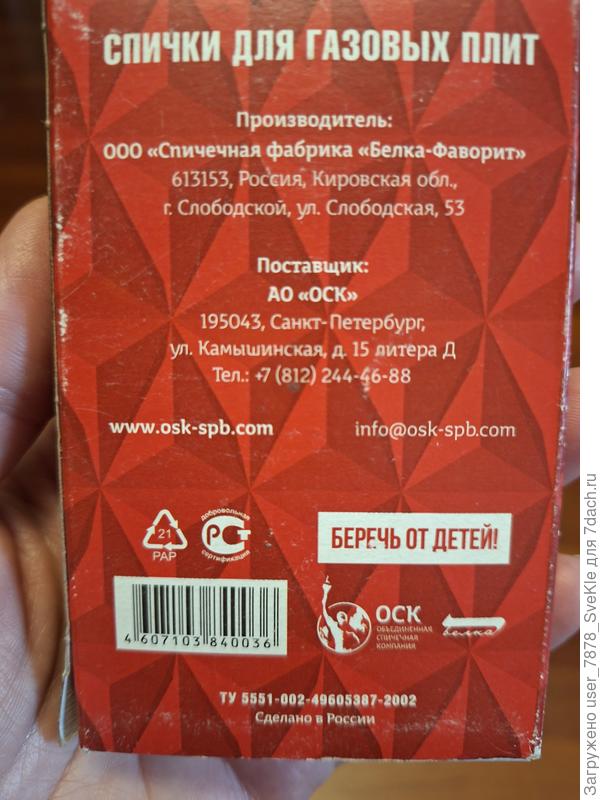 СПИЧКИ ДЛЯ ГАЗОВЫХ ПЛИТ
Производитель:
ООО «Спичечная фабрика «Белка-Фаворит»
613153, Россия, Кировская обл.,
г. Слободской, ул. Слободская, 53
Поставщик:
АО «ОСК»
195043, Санкт-Петербург,
ул. Камышинская, д. 15 литера Д
Тел.: +7 (812) 244-46-88
www.osk-spb.com
info@osk-spb.com
21
PAP
добровольная
РСТ
сертификация
БЕРЕЧЬ ОТ ДЕТЕЙ!
4 607103 840036
ОСК
ОБЪЕДИНЕННАЯ
СПИЧЕЧНАЯ
КОМПАНИЯ
белка
ТУ 5551-002-49605387-2002
Сделано в России
Загружено user_7878_SveKle для 7dach.ru